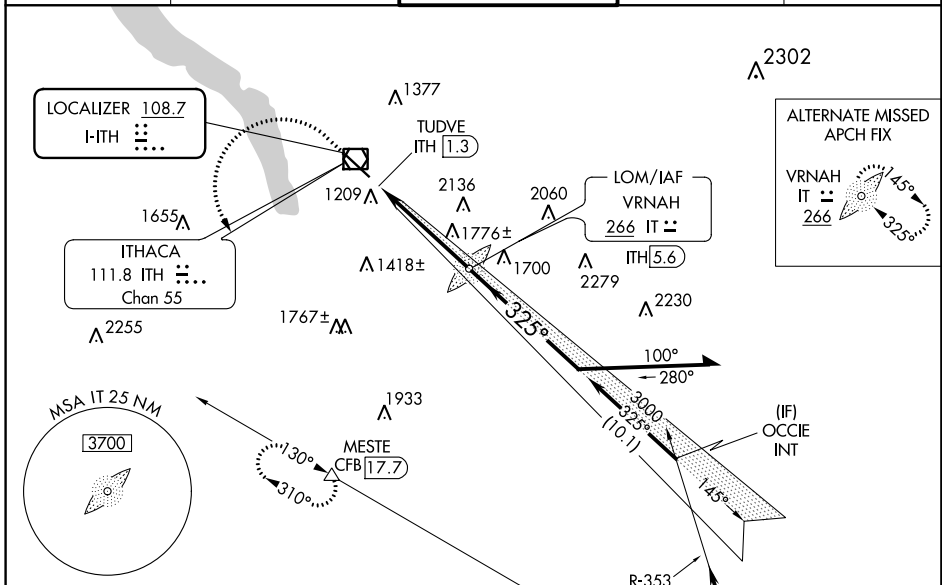 2302
1377
LOCALIZER 108.7
I-ITH
TUDVE
ITH 1.3
ALTERNATE MISSED
APCH FIX
VRNAH
IT
266
145°
325°
LOM/IAF
VRNAH
266 IT
ITH 5.6
1209
2136
2060
1655
1776±
1700
1418±
2279
ITHACA
111.8 ITH
Chan 55
2230
2255
1767±
325°
100°
280°
MSA IT 25 NM
3700
1933
3000
325°
(10.1)
(IF)
OCCIE
INT
MESTE
CFB 17.7
130°
310°
145°
R-353